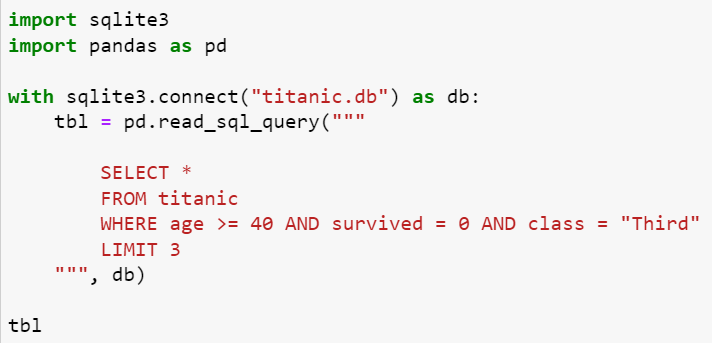 import sqlite3
import pandas as pd

with sqlite3.connect("titanic.db") as db:
    tbl = pd.read_sql_query("""

        SELECT *
        FROM titanic
        WHERE age >= 40 AND survived = 0 AND class = "Third"
        LIMIT 3
    """, db)

tbl